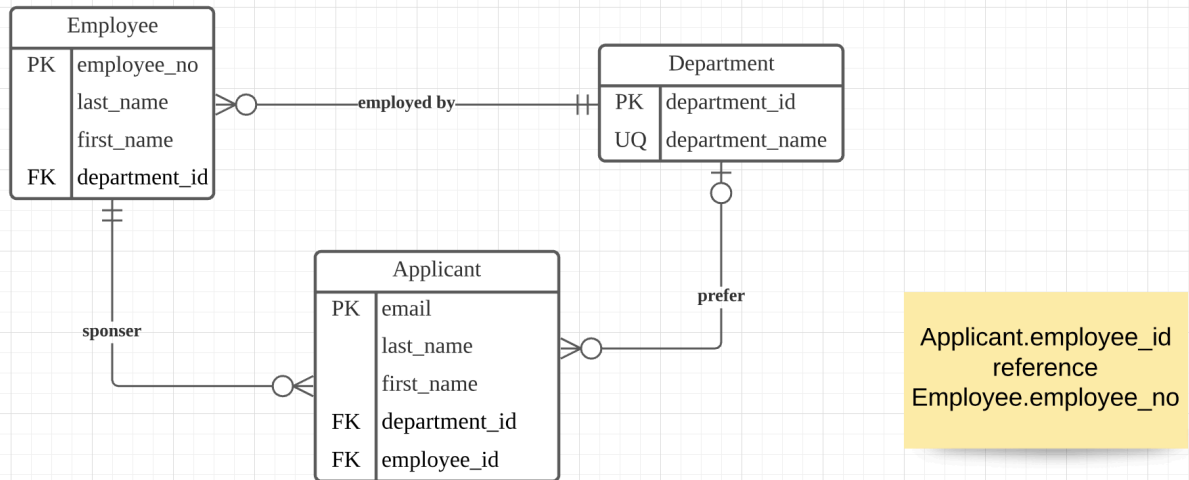 Employee
PK employee_no
last_name
first_name
FK department_id
employed by
Department
PK department_id
UQ department_name
sponser
prefer
Applicant
PK email
last_name
first_name
FK department_id
FK employee_id
Applicant.employee_id
reference
Employee.employee_no